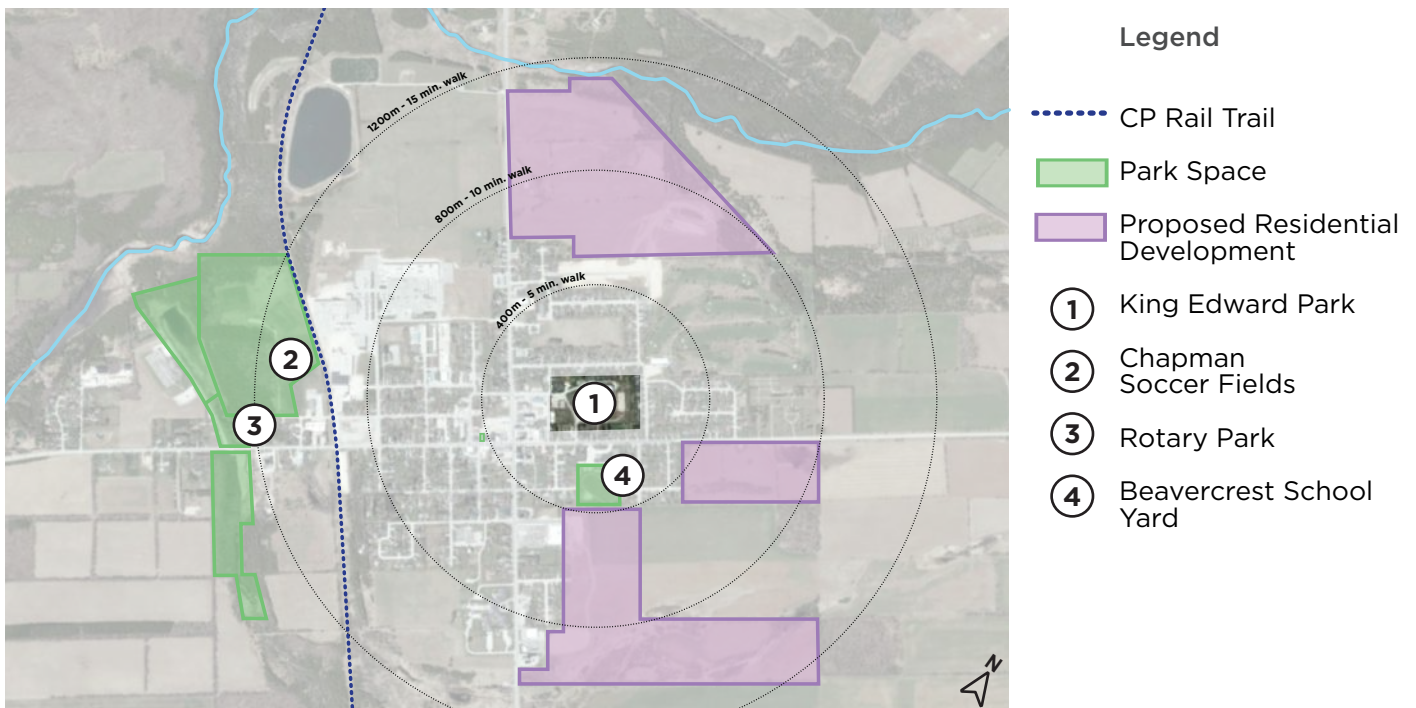 1200m - 15 min. walk
800m - 10 min. walk
400m - 5 min. walk
1
2
3
4
N
Legend
CP Rail Trail
Park Space
Proposed Residential
Development
1 King Edward Park
2 Chapman
Soccer Fields
3 Rotary Park
4 Beavercrest School
Yard